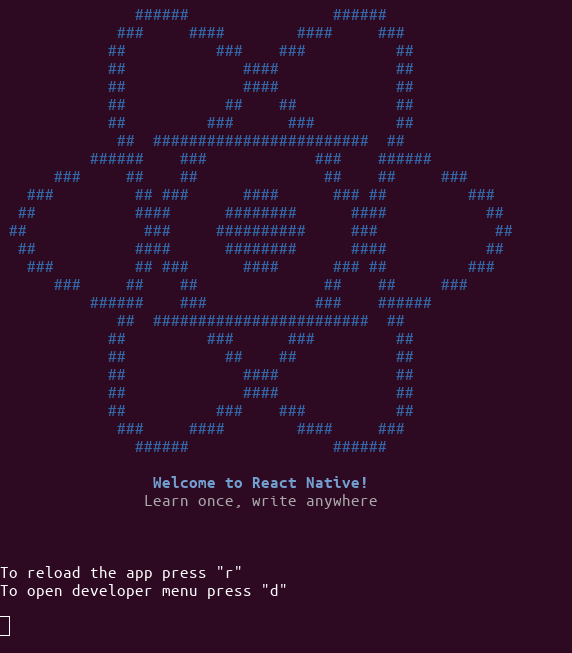 Welcome to React Native!
Learn once, write anywhere
To reload the app press "r"
To open developer menu press "d"